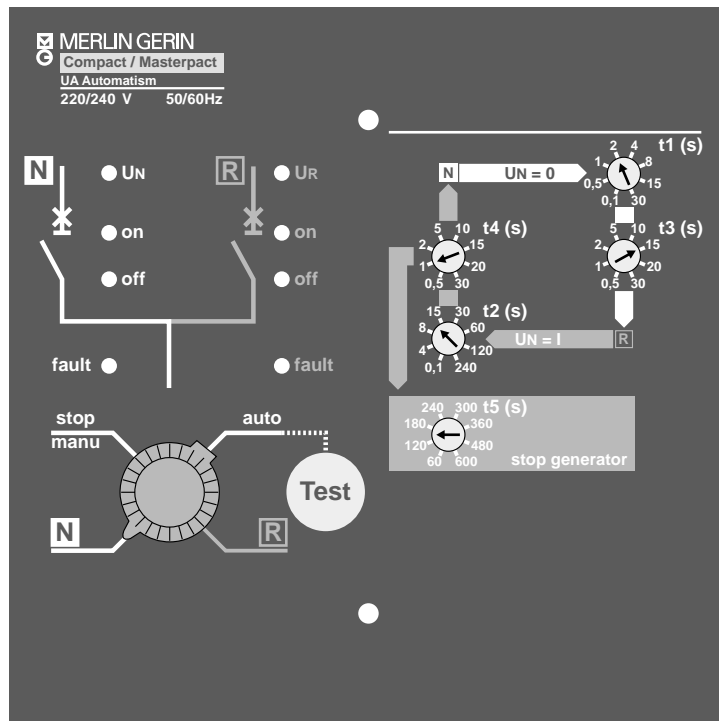 MERLIN GERIN
Compact / Masterpact
UA Automatism
220/240 V 50/60Hz
N UN R UR
on on
off off
fault fault
stop auto
manu
Test
N R
2 4 t1 (s)
1 8
0,5 15
0,1 30
N UN = 0
5 10 t4 (s)
2 15
1 20
0,5 30
5 10 t3 (s)
2 15
1 20
0,5 30
15 30 t2 (s)
8 60
4 120
0,1 240
UN = I R
240 300 t5 (s)
180 360
120 480
60 600
stop generator